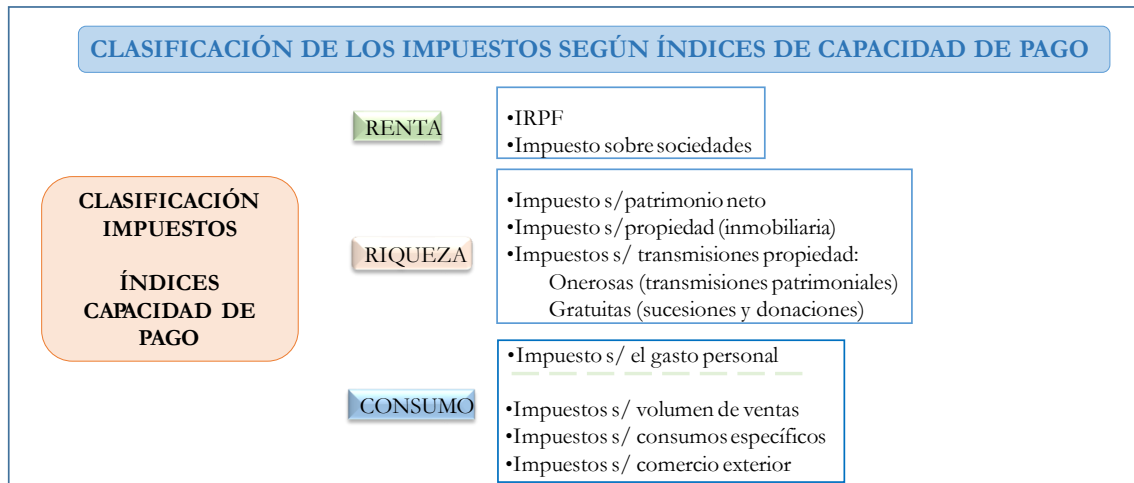 CLASIFICACIÓN DE LOS IMPUESTOS SEGÚN ÍNDICES DE CAPACIDAD DE PAGO
CLASIFICACIÓN
IMPUESTOS
ÍNDICES
CAPACIDAD DE
PAGO
RENTA
•IRPF
•Impuesto sobre sociedades
RIQUEZA
•Impuesto s/patrimonio neto
•Impuesto s/propiedad (inmobiliaria)
•Impuestos s/ transmisiones propiedad:
Onerosas (transmisiones patrimoniales)
Gratuitas (sucesiones y donaciones)
CONSUMO
•Impuesto s/ el gasto personal
•Impuestos s/ volumen de ventas
•Impuestos s/ consumos específicos
•Impuestos s/ comercio exterior